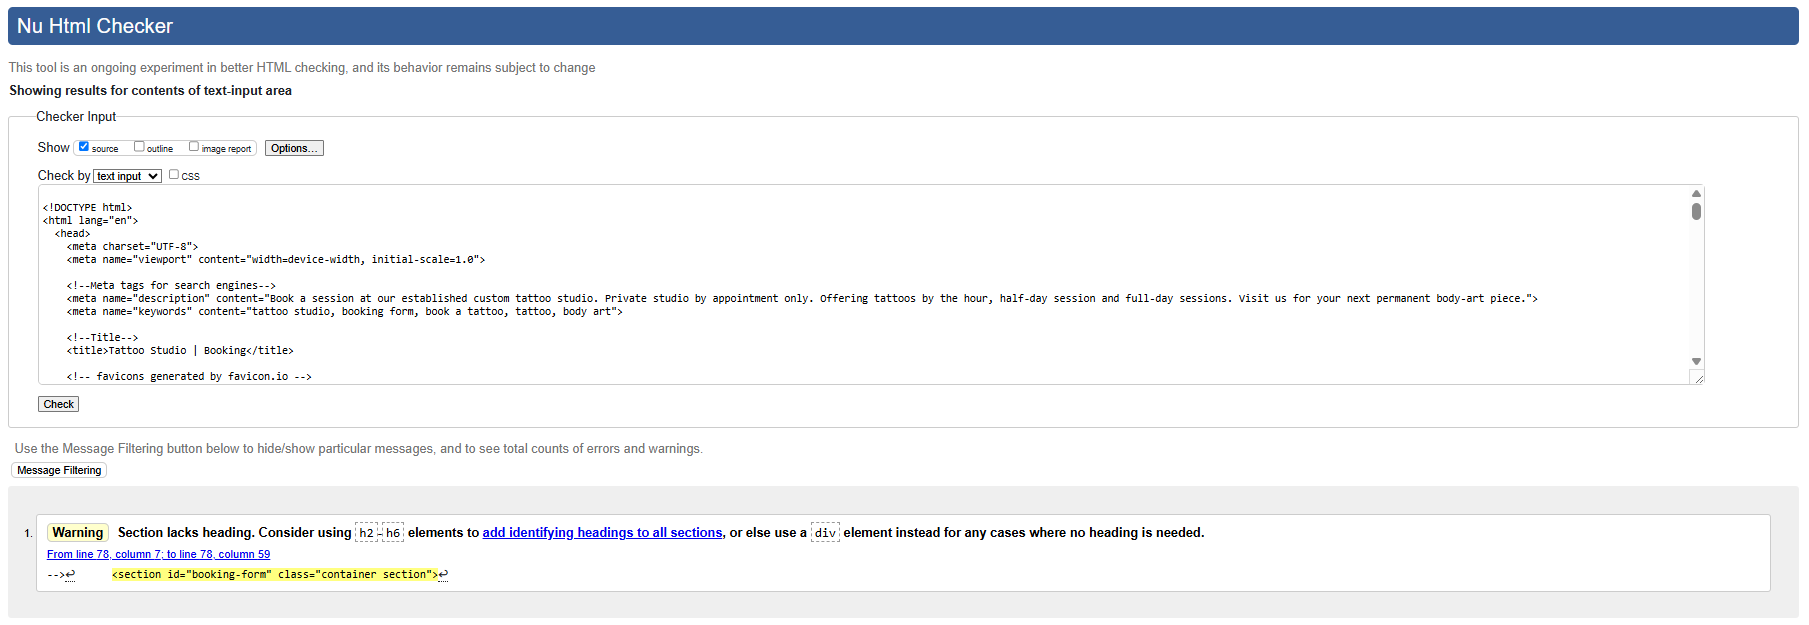 Nu Html Checker
This tool is an ongoing experiment in better HTML checking, and its behavior remains subject to change
Showing results for contents of text-input area
Checker Input
Show source outline image report Options...
Check by text input css
<!DOCTYPE html>
<html lang="en">
<head>
<meta charset="UTF-8">
<meta name="viewport" content="width=device-width, initial-scale=1.0">
<!--Meta tags for search engines-->
<meta name="description" content="Book a session at our established custom tattoo studio. Private studio by appointment only. Offering tattoos by the hour, half-day session and full-day sessions. Visit us for your next permanent body-art piece.">
<meta name="keywords" content="tattoo studio, booking form, book a tattoo, tattoo, body art">
<!--Title-->
<title>Tattoo Studio | Booking</title>
<!-- favicons generated by favicon.io -->
Check
Use the Message Filtering button below to hide/show particular messages, and to see total counts of errors and warnings.
Message Filtering
1. Warning Section lacks heading. Consider using h2-h6 elements to add identifying headings to all sections, or else use a div element instead for any cases where no heading is needed.
From line 78, column 7; to line 78, column 59
-->↩ <section id="booking-form" class="container section">↩